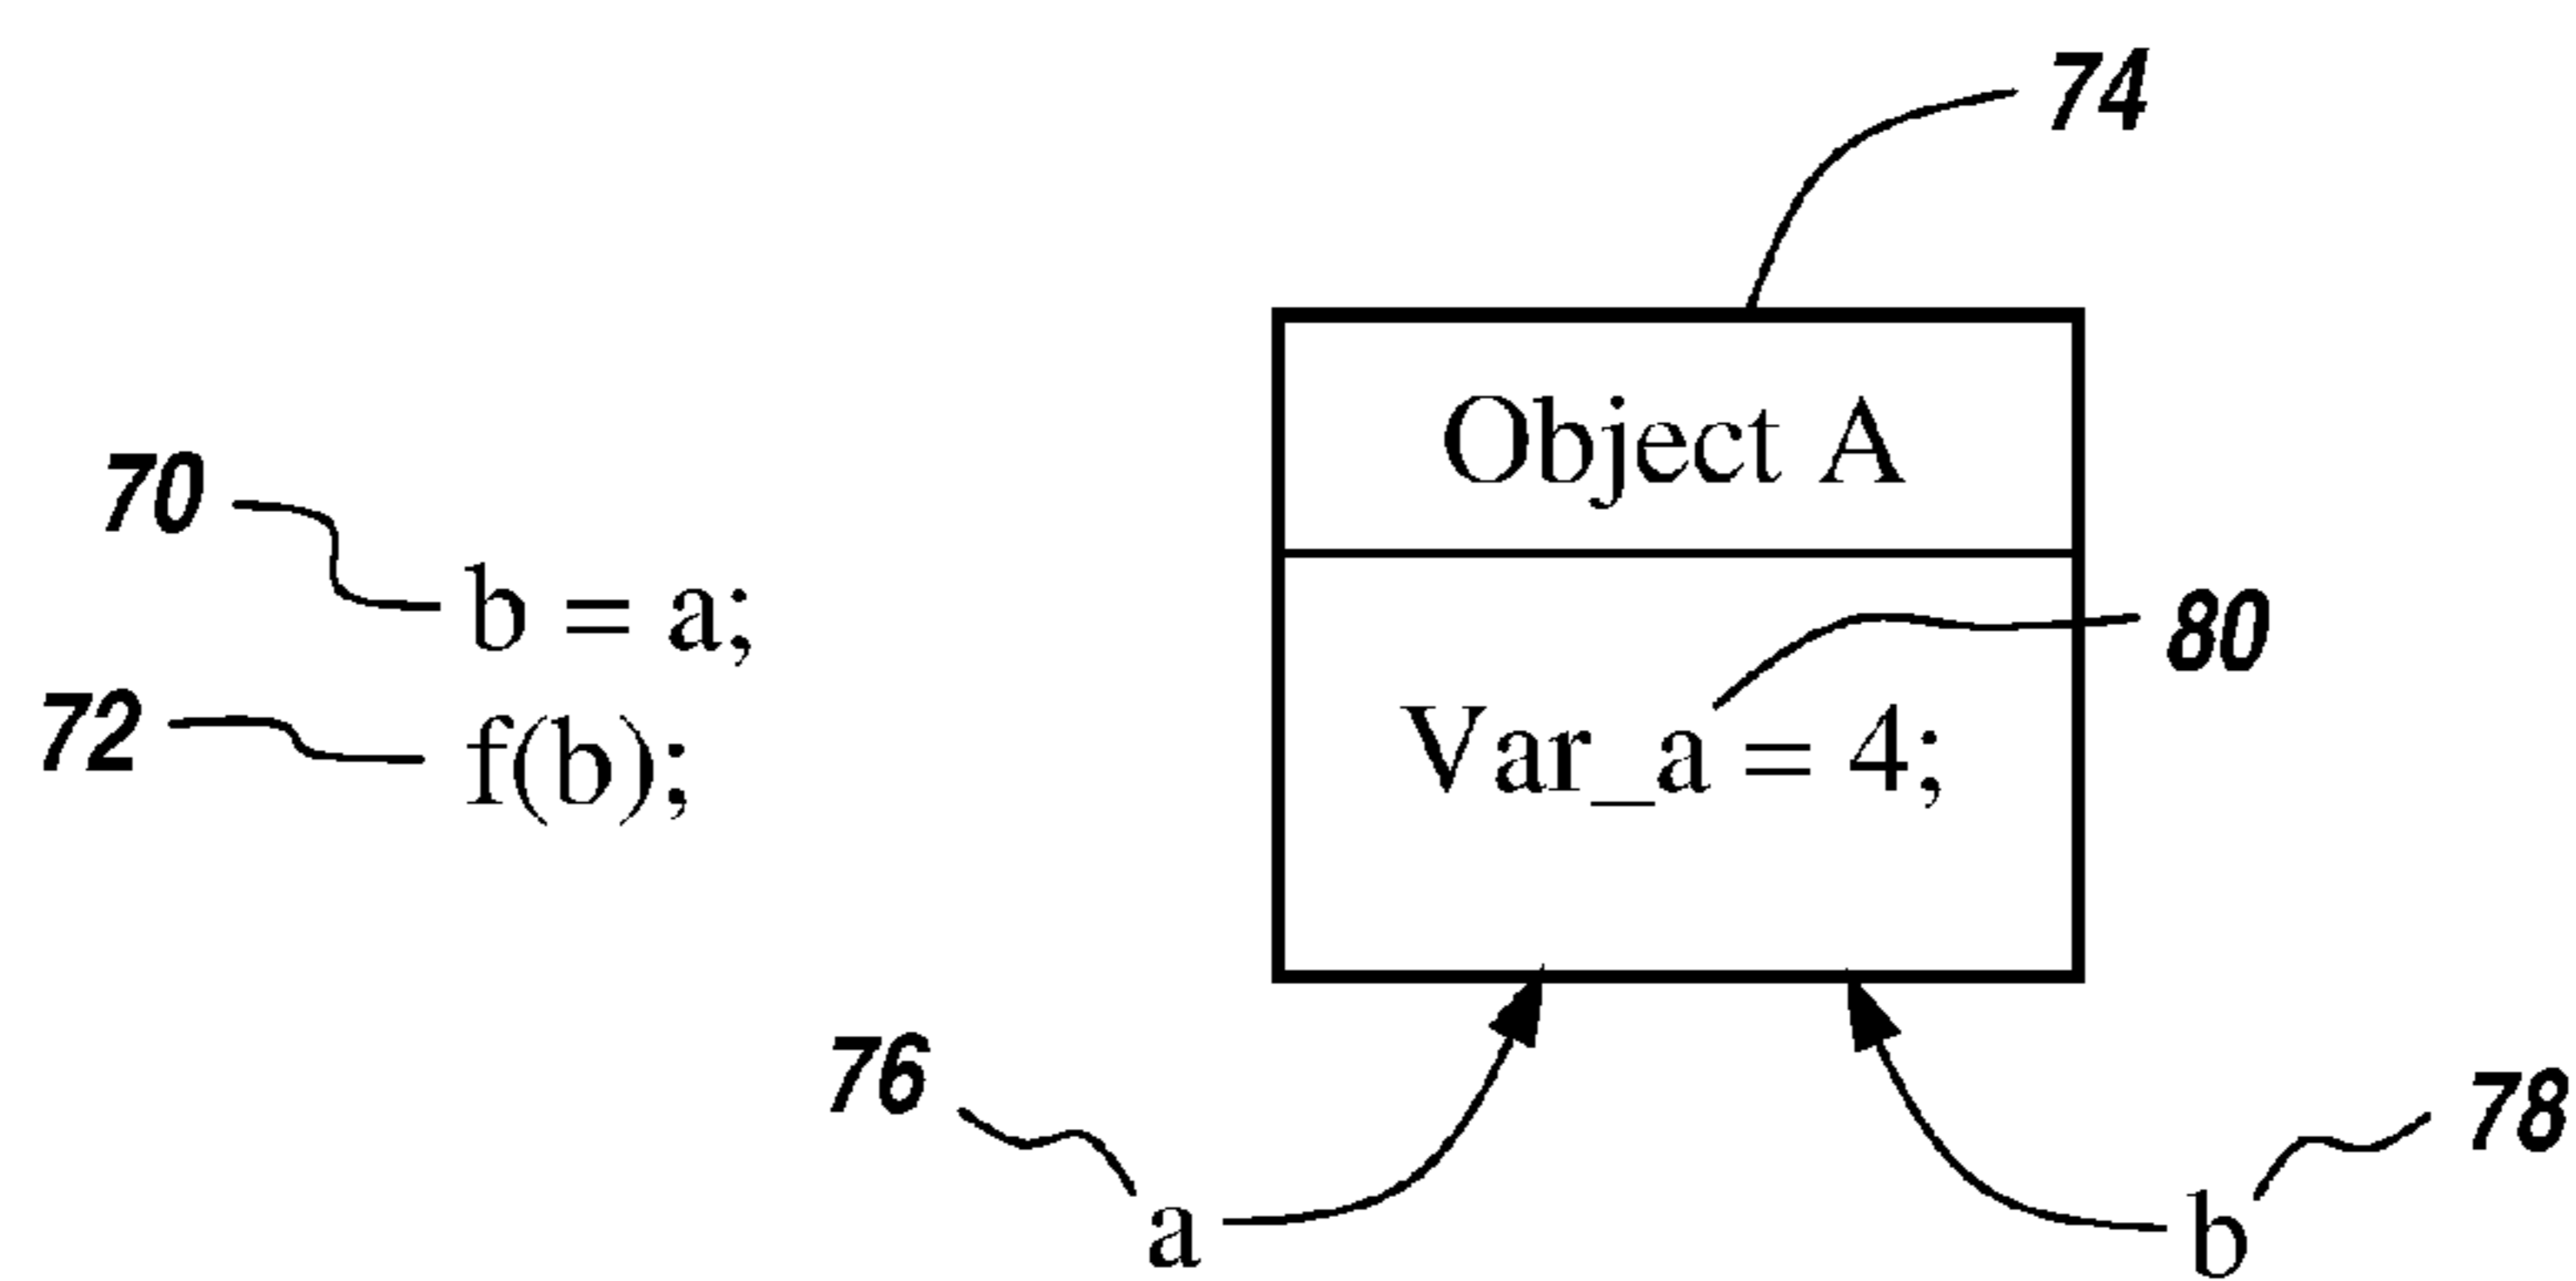 74
Object A
70
b = a;
80
72
f(b);
Var_a = 4;
76
78
a
b